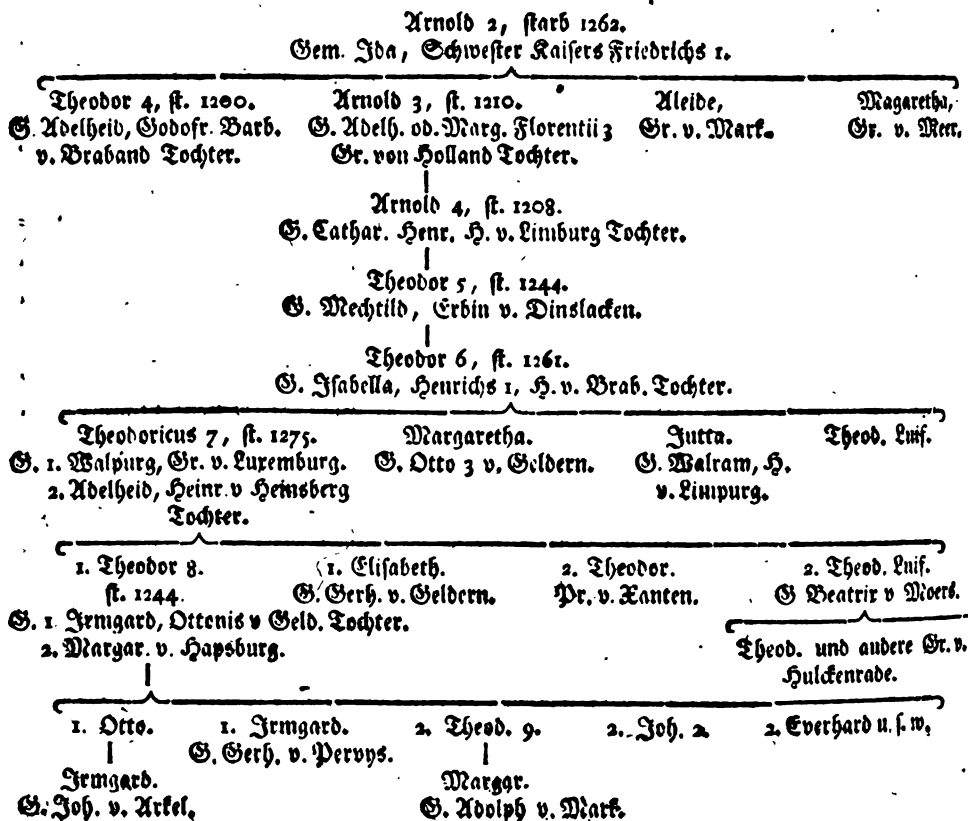 Arnold 2, starb 1262.
Gem. Ida, Schwester Kaisers Friedrichs 1.
Theodor 4, st. 1200. Arnold 3, st. 1210. Aleide, Magaretha,
G. Adelheid, Godofr. Barb. G. Adelh. od. Marg. Florentii 3 Gr. v. Mark. Gr. v. Meer.
v. Braband Tochter. Gr. von Holland Tochter.
Arnold 4, st. 1208.
G. Cathar. Henr. H. v. Limburg Tochter.
Theodor 5, st. 1244.
G. Mechtild, Erbin v. Dinslacken.
Theodor 6, st. 1261.
G. Isabella, Henrichs 1, H. v. Brab. Tochter.
Theodoricus 7, st. 1275. Margaretha. Jutta. Theod. Luif.
G. 1. Walpurg, Gr. v. Luxemburg. G. Otto 3 v. Geldern. G. Walram, H.
2. Adelheid, Heinr. v Heinsberg v. Limpurg.
Tochter.
1. Theodor 8. 1. Elisabeth. 2. Theodor. 2. Theod. Luif.
st. 1244. G. Gerh. v. Geldern. Pr. v. Xanten. G Beatrix v Moers.
G. 1 Irmgard, Ottenis v Geld. Tochter.
2. Margar. v. Hapsburg. Theod. und andere Gr. v.
Hulckenrade.
1. Otto. 1. Irmgard. 2. Theod. 9. 2. Joh. 2. 2. Everhard u. s. w.
G. Gerh. v. Pervys.
Irmgard. Margar.
G. Joh. v. Arkel. G. Adolph v. Mark.